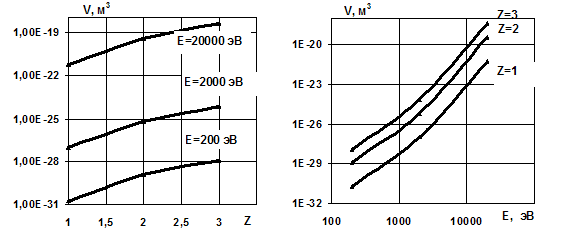 V, м³
1,00E-19
E=20000 эВ
1,00E-22
E=2000 эВ
1,00E-25
E=200 эВ
1,00E-28
1,00E-31
1 1,5 2 2,5 3 Z
V, м³
Z=3
Z=2
1E-20
Z=1
1E-23
1E-26
1E-29
1E-32
100 1000 10000 E, эВ